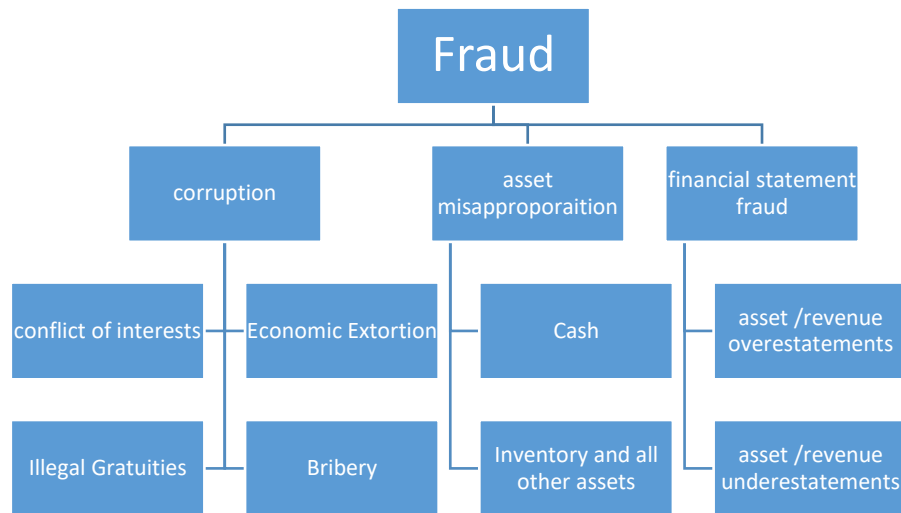 Fraud
corruption
asset
misapproporaition
financial statement
fraud
conflict of interests
Economic Extortion
Cash
asset /revenue
overestatements
Illegal Gratuities
Bribery
Inventory and all
other assets
asset /revenue
underestatements